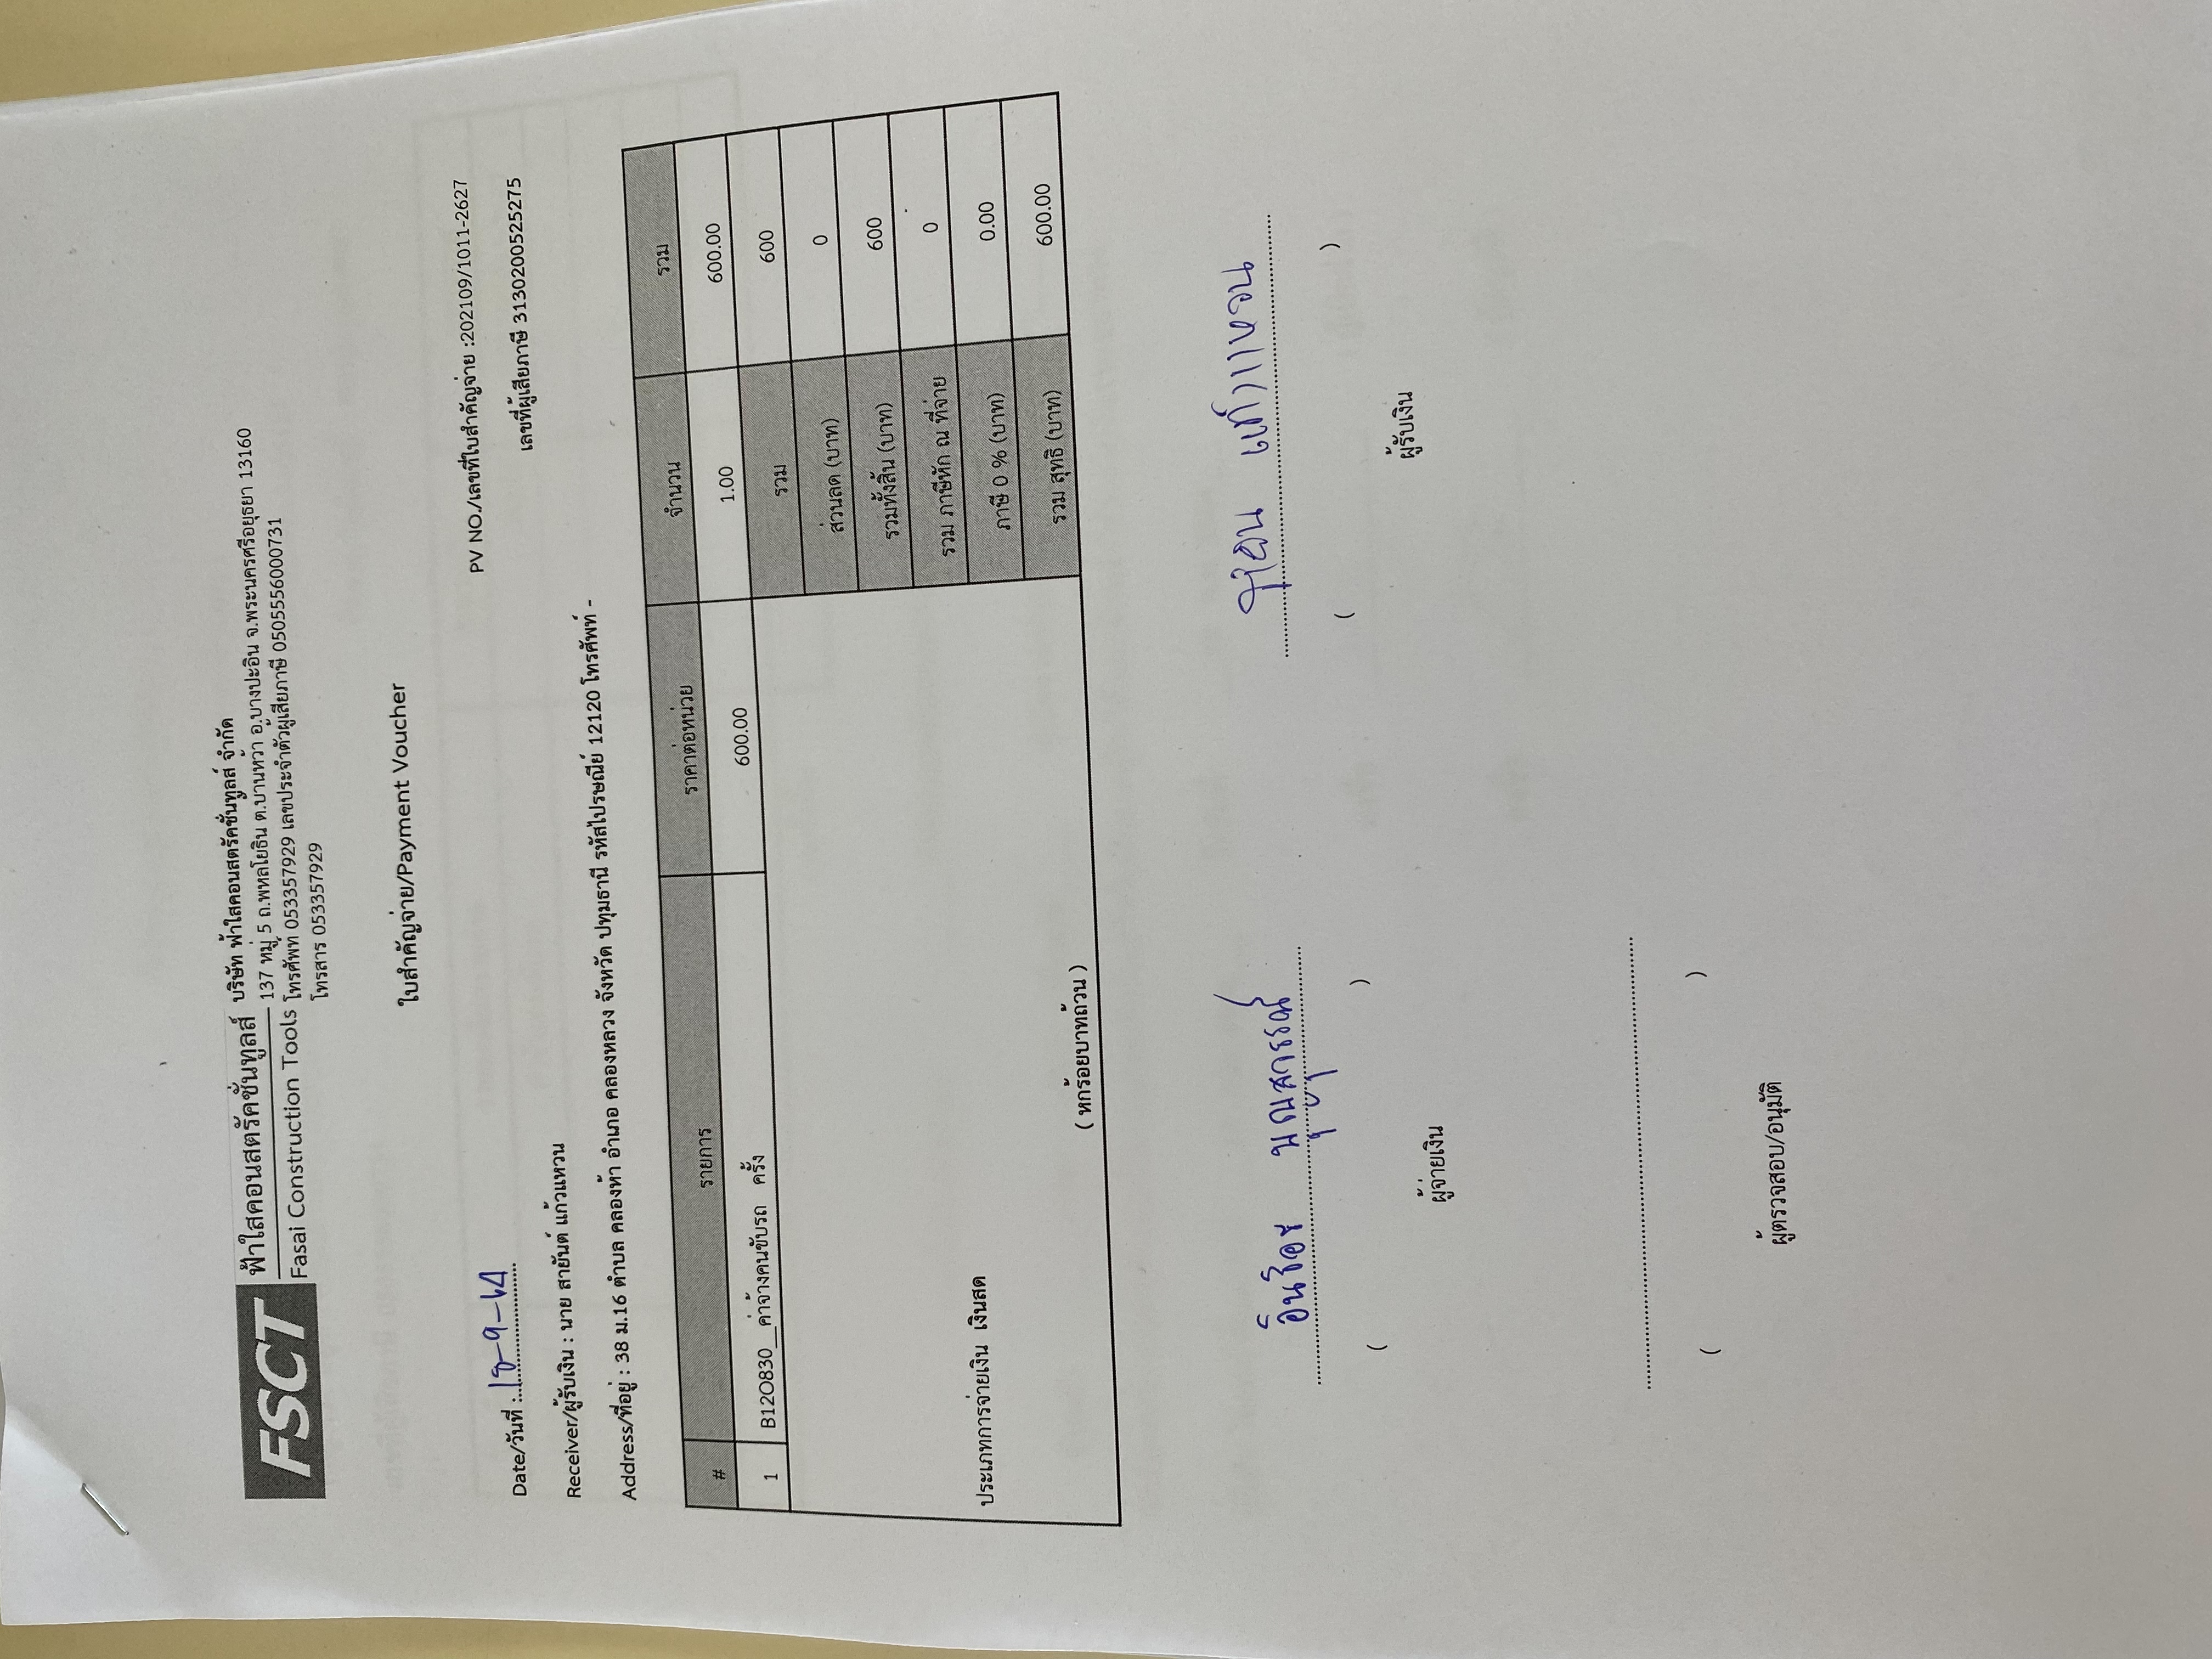 FSCT
ฟ้าใสคอนสตรัคชั่นทูลส์
Fasai Construction Tools
บริษัท ฟ้าใสคอนสตรัคชั่นทูลส์ จำกัด
137 หมู่ 5 ถ.พหลโยธิน ต.บ้านหว้า อ.บางปะอิน จ.พระนครศรีอยุธยา 13160
โทรศัพท์ 053357929 เลขประจำตัวผู้เสียภาษี 0505556000731
โทรสาร 053357929
ใบสำคัญจ่าย/Payment Voucher
PV NO./เลขที่ใบสำคัญจ่าย :202109/1011-2627
Date/วันที่ : 18-9-64
เลขที่ผู้เสียภาษี 3130200525275
Receiver/ผู้รับเงิน : นาย สายันต์ แก้วแหวน
Address/ที่อยู่ : 38 ม.16 ตำบล คลองห้า อำเภอ คลองหลวง จังหวัด ปทุมธานี รหัสไปรษณีย์ 12120 โทรศัพท์ -
# รายการ ราคาต่อหน่วย จำนวน รวม
1 B12O830__ค่าจ้างคนขับรถ ครั้ง 600.00 1.00 600.00
รวม 600
ส่วนลด (บาท) 0
รวมทั้งสิ้น (บาท) 600
รวม ภาษีหัก ณ ที่จ่าย 0
ประเภทการจ่ายเงิน เงินสด
ภาษี 0 % (บาท) 0.00
( หกร้อยบาทถ้วน )
รวม สุทธิ (บาท) 600.00
บุญสุวรรณ์
แก้วแหวน
( ) ( )
ผู้จ่ายเงิน ผู้รับเงิน
( )
ผู้ตรวจสอบ/อนุมัติ